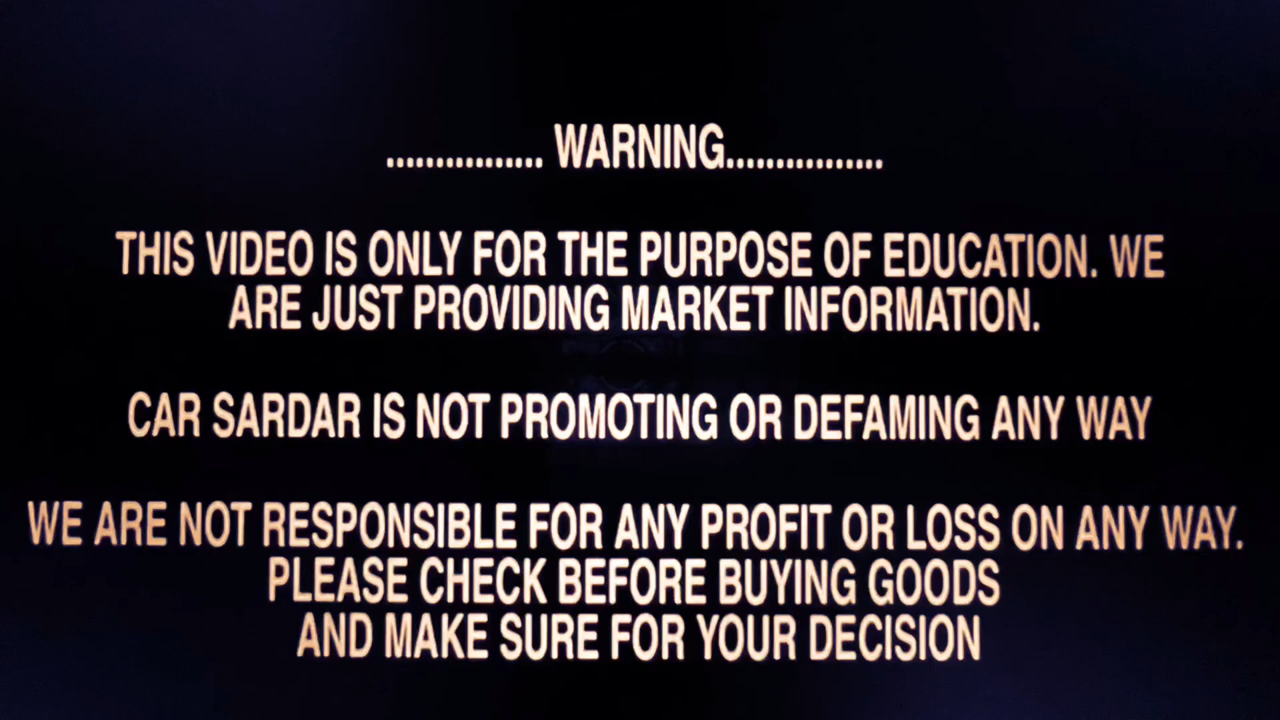 ................ WARNING................
THIS VIDEO IS ONLY FOR THE PURPOSE OF EDUCATION. WE
ARE JUST PROVIDING MARKET INFORMATION.
CAR SARDAR IS NOT PROMOTING OR DEFAMING ANY WAY
WE ARE NOT RESPONSIBLE FOR ANY PROFIT OR LOSS ON ANY WAY.
PLEASE CHECK BEFORE BUYING GOODS
AND MAKE SURE FOR YOUR DECISION